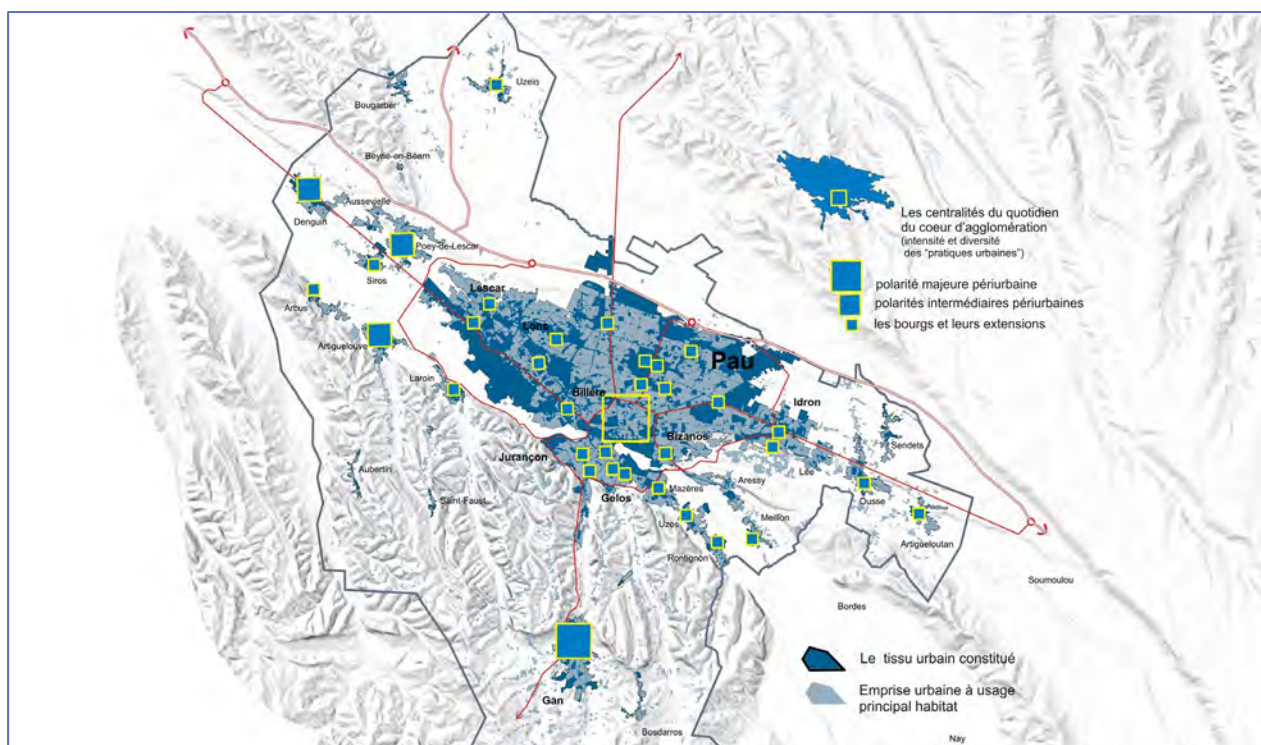 Uzein
Bougarber
Beyrie-en-Béarn
Aussevielle
Denguin
Poey-de-Lescar
Siros
Arbus
Lescar
Artiguelouve
Lons
Pau
Laroin
Billère
Idron
Bizanos
Sendets
Jurançon
Lée
Aubertin
Aressy
Mazères
Saint-Faust
Gelos
Ousse
Uzos
Meillon
Artigueloutan
Rontignon
Soumoulou
Bordes
Gan
Bosdarros
Nay
Les centralités du quotidien
du coeur d'agglomération
(intensité et diversité
des "pratiques urbaines")
polarité majeure périurbaine
polarités intermédiaires périurbaines
les bourgs et leurs extensions
Le tissu urbain constitué
Emprise urbaine à usage
principal habitat